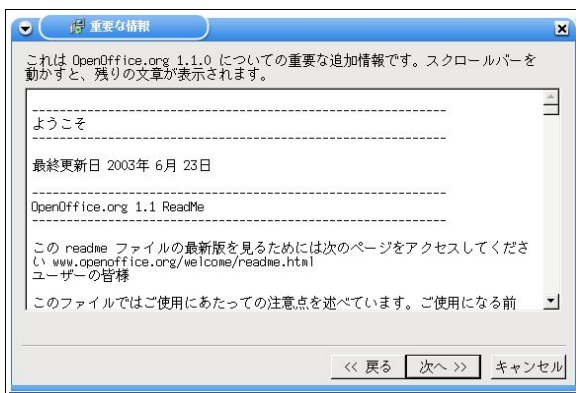 重要な情報
これは OpenOffice.org 1.1.0 についての重要な追加情報です。スクロールバーを
動かすと、残りの文章が表示されます。
------------------------------------------------------------
ようこそ
------------------------------------------------------------
最終更新日 2003年 6月 23日
------------------------------------------------------------
OpenOffice.org 1.1 ReadMe
------------------------------------------------------------
この readme ファイルの最新版を見るためには次のページをアクセスしてくださ
い www.openoffice.org/welcome/readme.html
ユーザーの皆様
このファイルではご使用にあたっての注意点を述べています。ご使用になる前
<< 戻る 次へ >> キャンセル